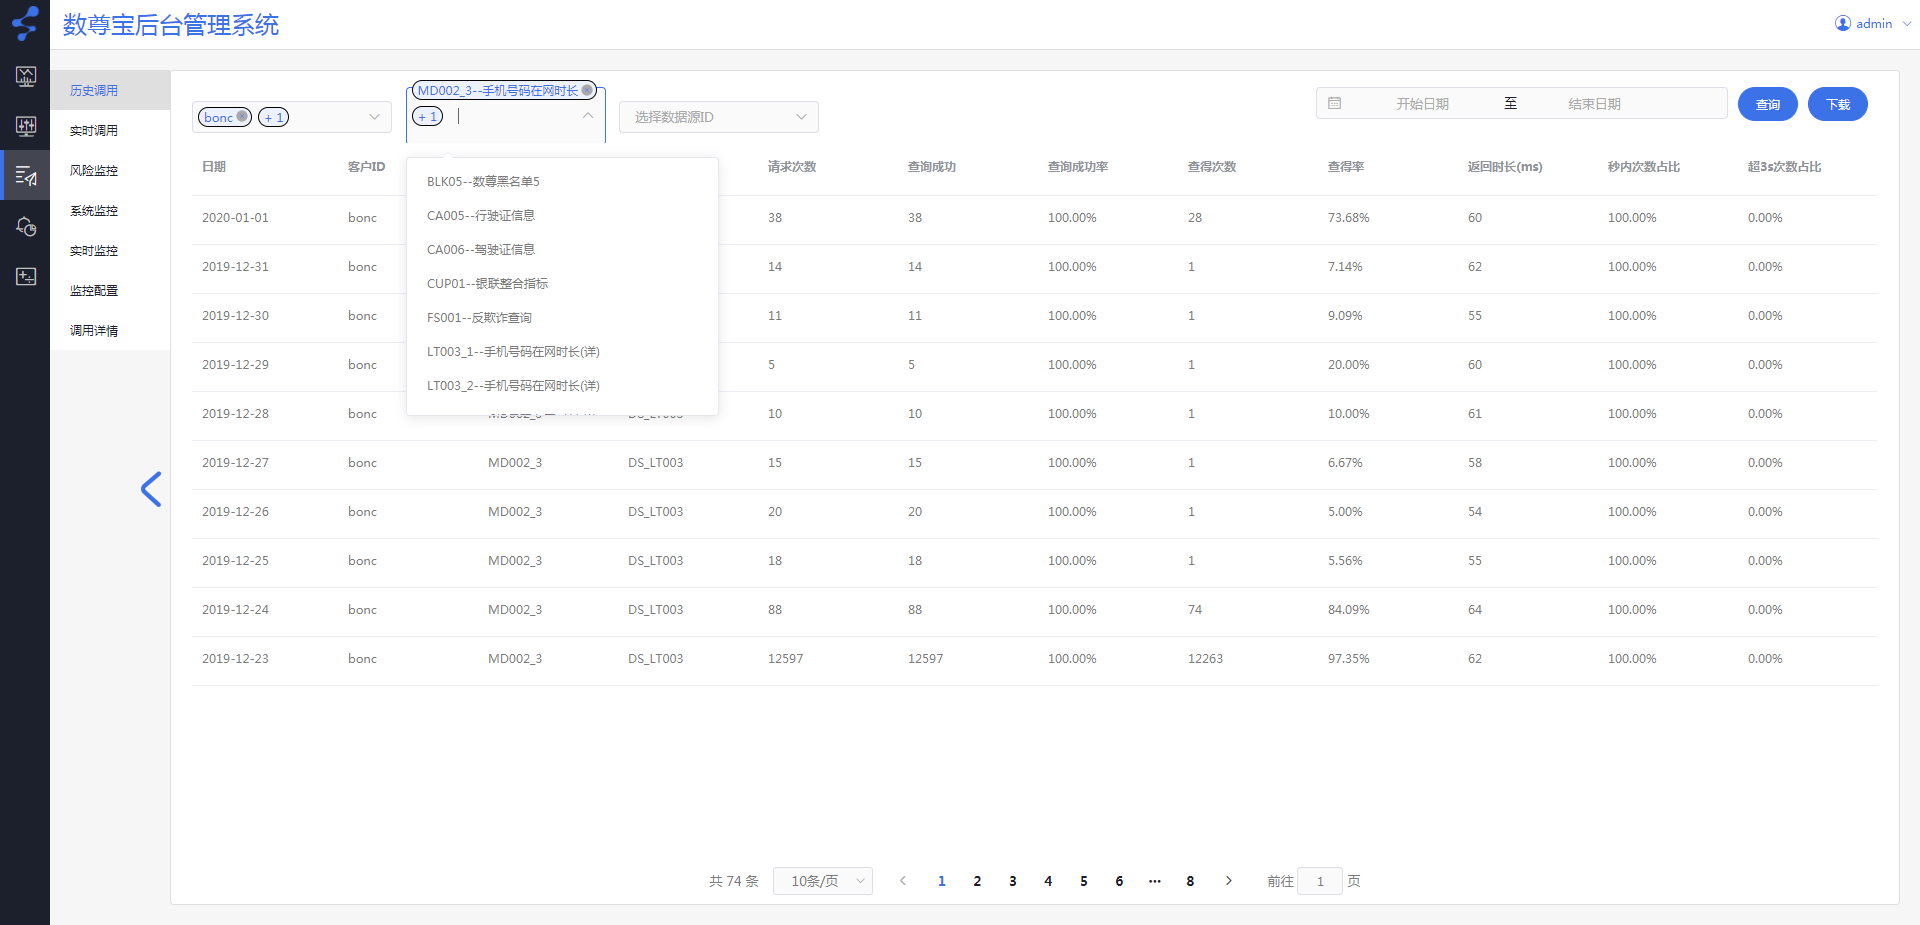 数尊宝后台管理系统
admin
历史调用
实时调用
风险监控
系统监控
实时监控
监控配置
调用详情
bonc + 1
MD002_3--手机号码在网时长
+ 1
选择数据源ID
开始日期 至 结束日期
查询
下载
BLK05--数尊黑名单5
CA005--行驶证信息
CA006--驾驶证信息
CUP01--银联整合指标
FS001--反欺诈查询
LT003_1--手机号码在网时长(详)
LT003_2--手机号码在网时长(详)
日期 客户ID 请求次数 查询成功 查询成功率 查得次数 查得率 返回时长(ms) 秒内次数占比 超3s次数占比
2020-01-01 bonc 38 38 100.00% 28 73.68% 60 100.00% 0.00%
2019-12-31 bonc 14 14 100.00% 1 7.14% 62 100.00% 0.00%
2019-12-30 bonc 11 11 100.00% 1 9.09% 55 100.00% 0.00%
2019-12-29 bonc 5 5 100.00% 1 20.00% 60 100.00% 0.00%
2019-12-28 bonc 10 10 100.00% 1 10.00% 61 100.00% 0.00%
2019-12-27 bonc MD002_3 DS_LT003 15 15 100.00% 1 6.67% 58 100.00% 0.00%
2019-12-26 bonc MD002_3 DS_LT003 20 20 100.00% 1 5.00% 54 100.00% 0.00%
2019-12-25 bonc MD002_3 DS_LT003 18 18 100.00% 1 5.56% 55 100.00% 0.00%
2019-12-24 bonc MD002_3 DS_LT003 88 88 100.00% 74 84.09% 64 100.00% 0.00%
2019-12-23 bonc MD002_3 DS_LT003 12597 12597 100.00% 12263 97.35% 62 100.00% 0.00%
共 74 条 10条/页 1 2 3 4 5 6 ··· 8 前往 1 页